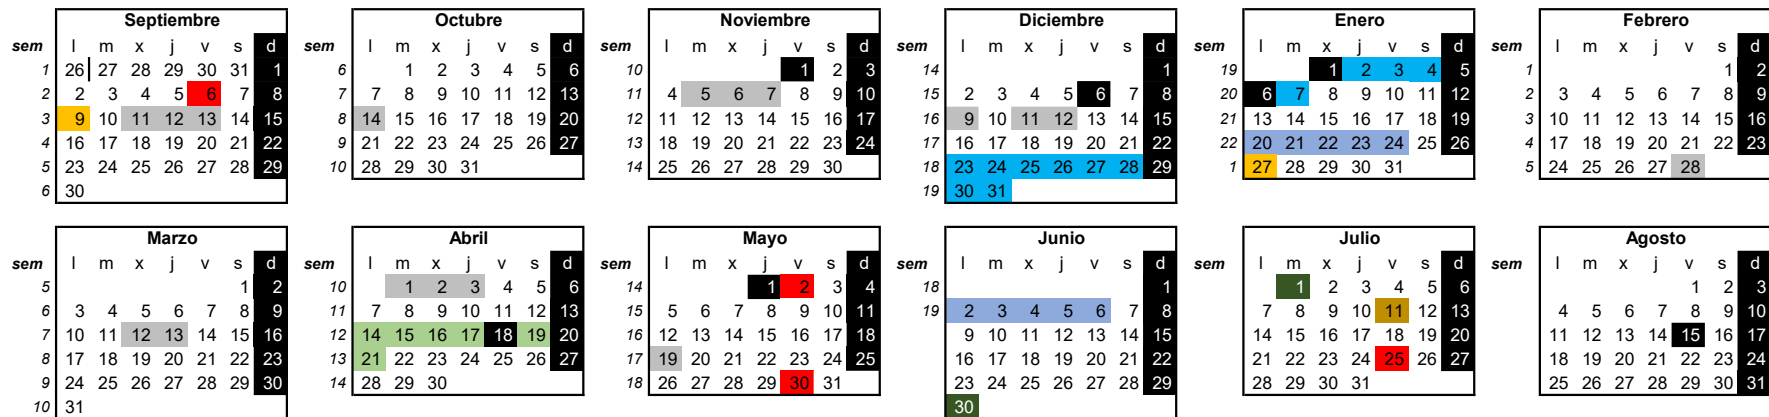 Septiembre Octubre Noviembre Diciembre Enero Febrero
sem l m x j v s d sem l m x j v s d sem l m x j v s d sem l m x j v s d sem l m x j v s d sem l m x j v s d
1 26 27 28 29 30 31 1 6 1 2 3 4 5 6 10 1 2 3 14 1 19 1 2 3 4 5 1 1 2
2 2 3 4 5 6 7 8 7 7 8 9 10 11 12 13 11 4 5 6 7 8 9 10 15 2 3 4 5 6 7 8 20 6 7 8 9 10 11 12 2 3 4 5 6 7 8 9
3 9 10 11 12 13 14 15 8 14 15 16 17 18 19 20 12 11 12 13 14 15 16 17 16 9 10 11 12 13 14 15 21 13 14 15 16 17 18 19 3 10 11 12 13 14 15 16
4 16 17 18 19 20 21 22 9 21 22 23 24 25 26 27 13 18 19 20 21 22 23 24 17 16 17 18 19 20 21 22 22 20 21 22 23 24 25 26 4 17 18 19 20 21 22 23
5 23 24 25 26 27 28 29 10 28 29 30 31 14 25 26 27 28 29 30 18 23 24 25 26 27 28 29 1 27 28 29 30 31 5 24 25 26 27 28
6 30 19 30 31
Marzo Abril Mayo Junio Julio Agosto
sem l m x j v s d sem l m x j v s d sem l m x j v s d sem l m x j v s d sem l m x j v s d sem l m x j v s d
5 1 2 10 1 2 3 4 5 6 14 1 2 3 4 18 1 1 2 3 4 5 6 1 2 3
6 3 4 5 6 7 8 9 11 7 8 9 10 11 12 13 15 5 6 7 8 9 10 11 19 2 3 4 5 6 7 8 7 8 9 10 11 12 13 4 5 6 7 8 9 10
7 10 11 12 13 14 15 16 12 14 15 16 17 18 19 20 16 12 13 14 15 16 17 18 9 10 11 12 13 14 15 14 15 16 17 18 19 20 11 12 13 14 15 16 17
8 17 18 19 20 21 22 23 13 21 22 23 24 25 26 27 17 19 20 21 22 23 24 25 16 17 18 19 20 21 22 21 22 23 24 25 26 27 18 19 20 21 22 23 24
9 24 25 26 27 28 29 30 14 28 29 30 18 26 27 28 29 30 31 23 24 25 26 27 28 29 28 29 30 31 25 26 27 28 29 30 31
10 31 30